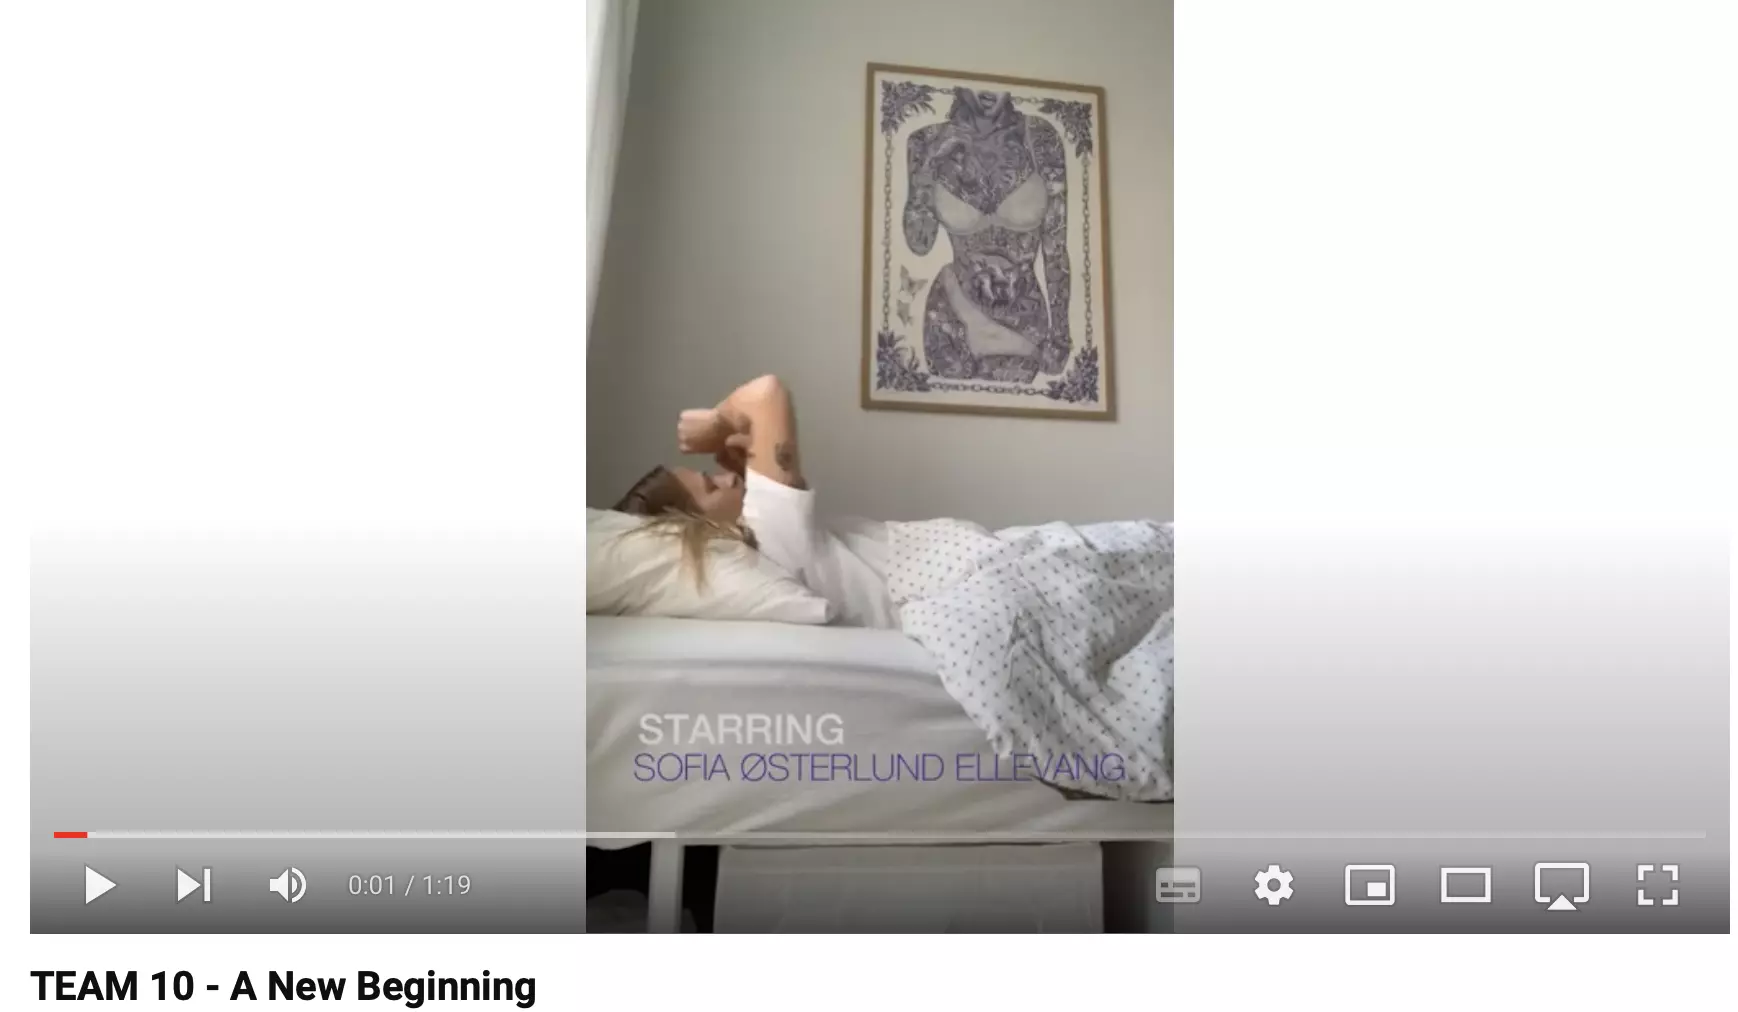 STARRING
SOFIA ØSTERLUND ELLEVANG
0:01 / 1:19
TEAM 10 - A New Beginning